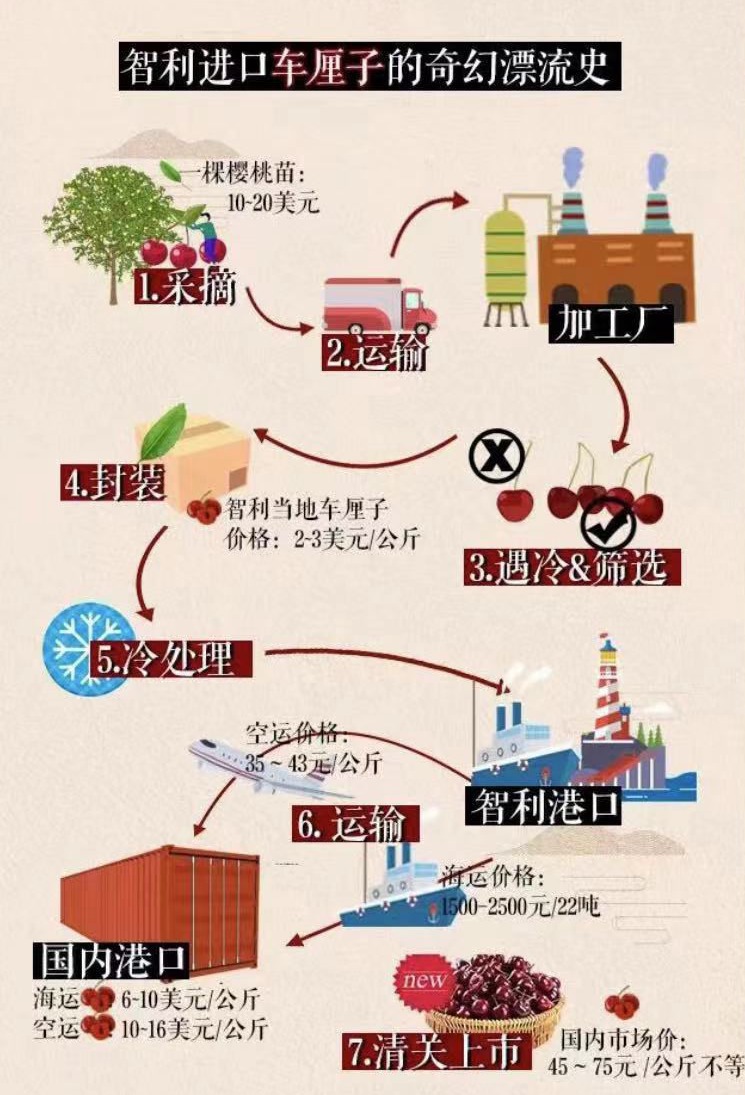 智利进口车厘子的奇幻漂流史
一棵樱桃苗：
10~20美元
1.采摘
2.运输
加工厂
3.遇冷&筛选
4.封装
智利当地车厘子
价格：2-3美元/公斤
5.冷处理
智利港口
空运价格：
35～43元/公斤
6. 运输
海运价格：
1500-2500元/22吨
国内港口
海运 6-10美元/公斤
空运 10-16美元/公斤
new
7.清关上市
国内市场价：
45～75元/公斤不等